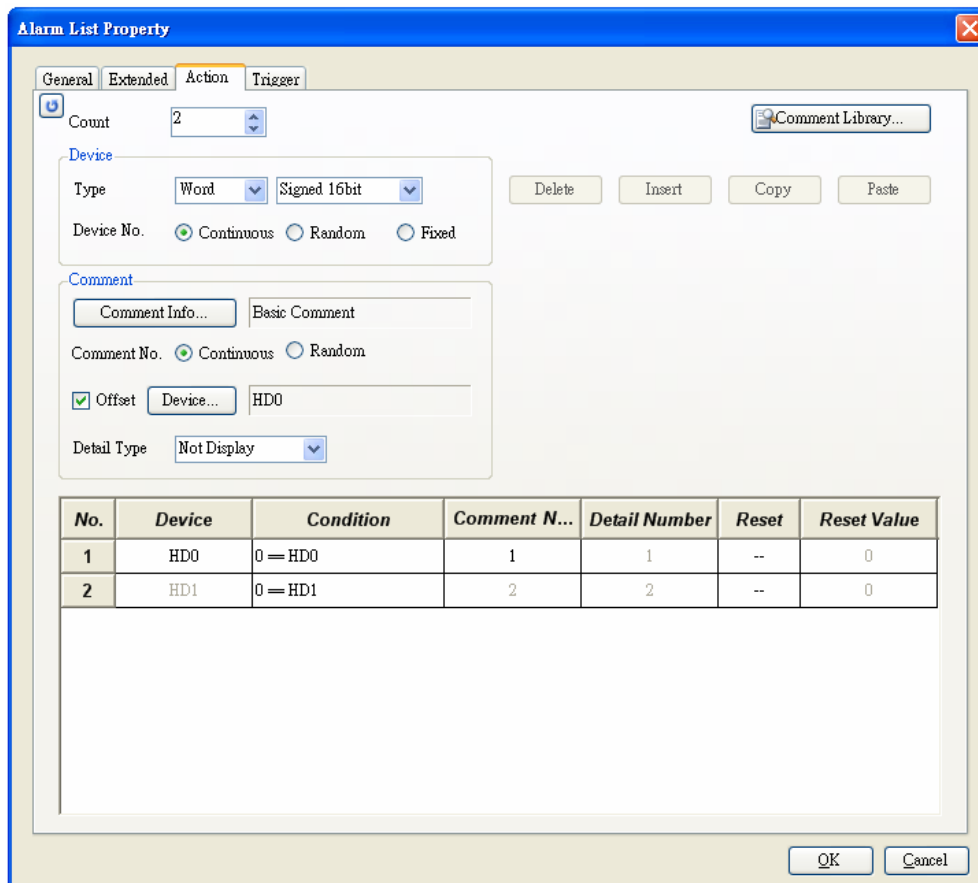 Alarm List Property
General Extended Action Trigger
Count 2 Comment Library...
Device
Type Word Signed 16bit Delete Insert Copy Paste
Device No. Continuous Random Fixed
Comment
Comment Info... Basic Comment
Comment No. Continuous Random
Offset Device... HD0
Detail Type Not Display
No. Device Condition Comment N... Detail Number Reset Reset Value
1 HD0 0 == HD0 1 1 -- 0
2 HD1 0 == HD1 2 2 -- 0
OK Cancel